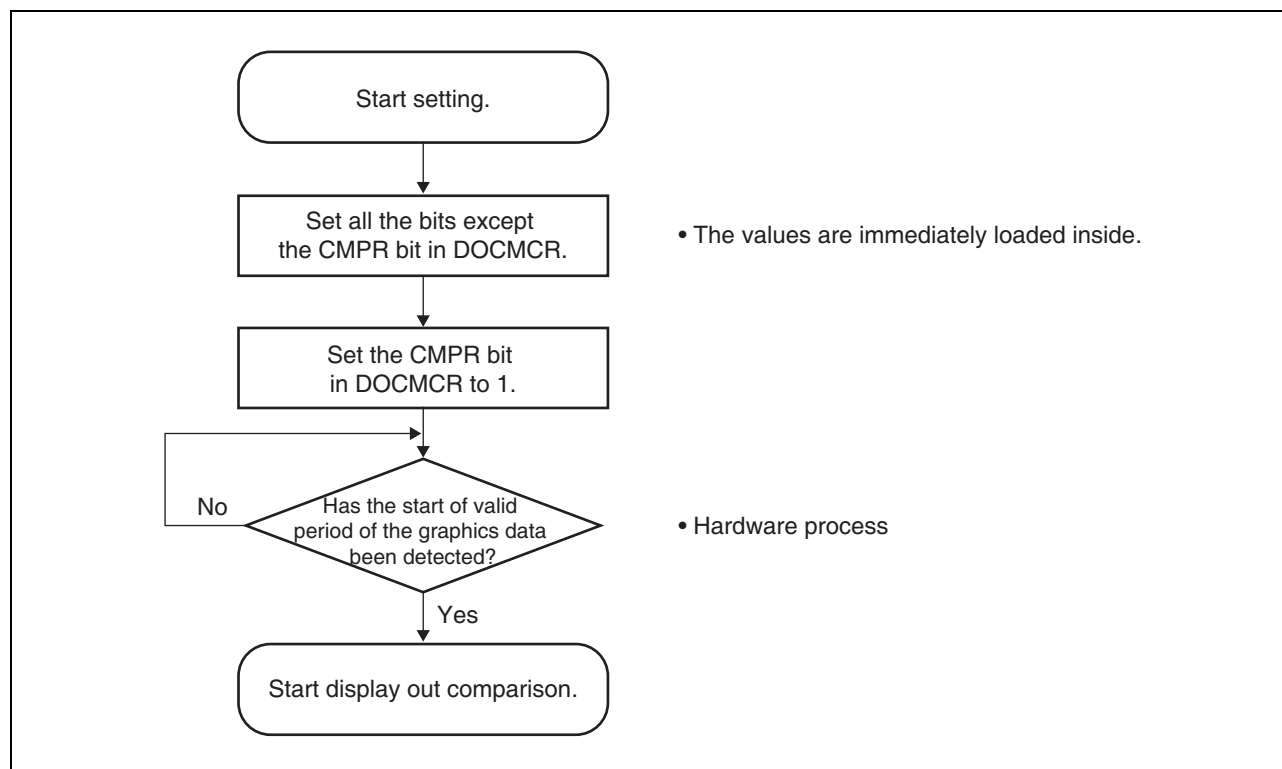 Start setting.
Set all the bits except
the CMPR bit in DOCMCR.
• The values are immediately loaded inside.
Set the CMPR bit
in DOCMCR to 1.
No
Has the start of valid
period of the graphics data
been detected?
• Hardware process
Yes
Start display out comparison.